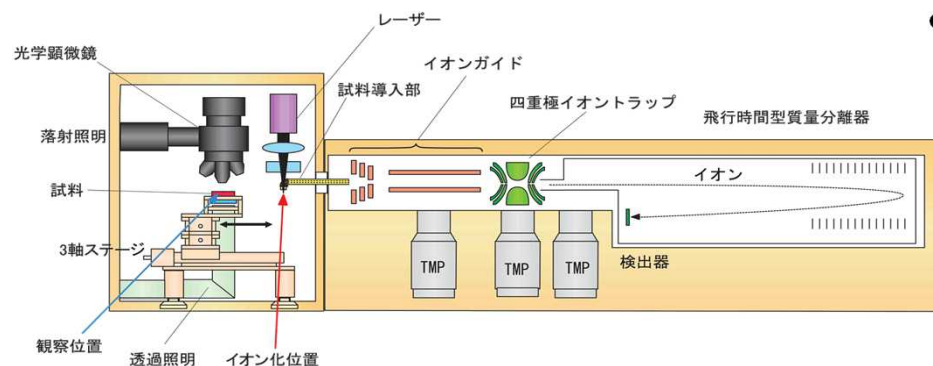 レーザー
光学顕微鏡
イオンガイド
試料導入部
四重極イオントラップ
飛行時間型質量分離器
落射照明
イオン
試料
3軸ステージ
TMP
TMP
TMP
検出器
観察位置
透過照明
イオン化位置